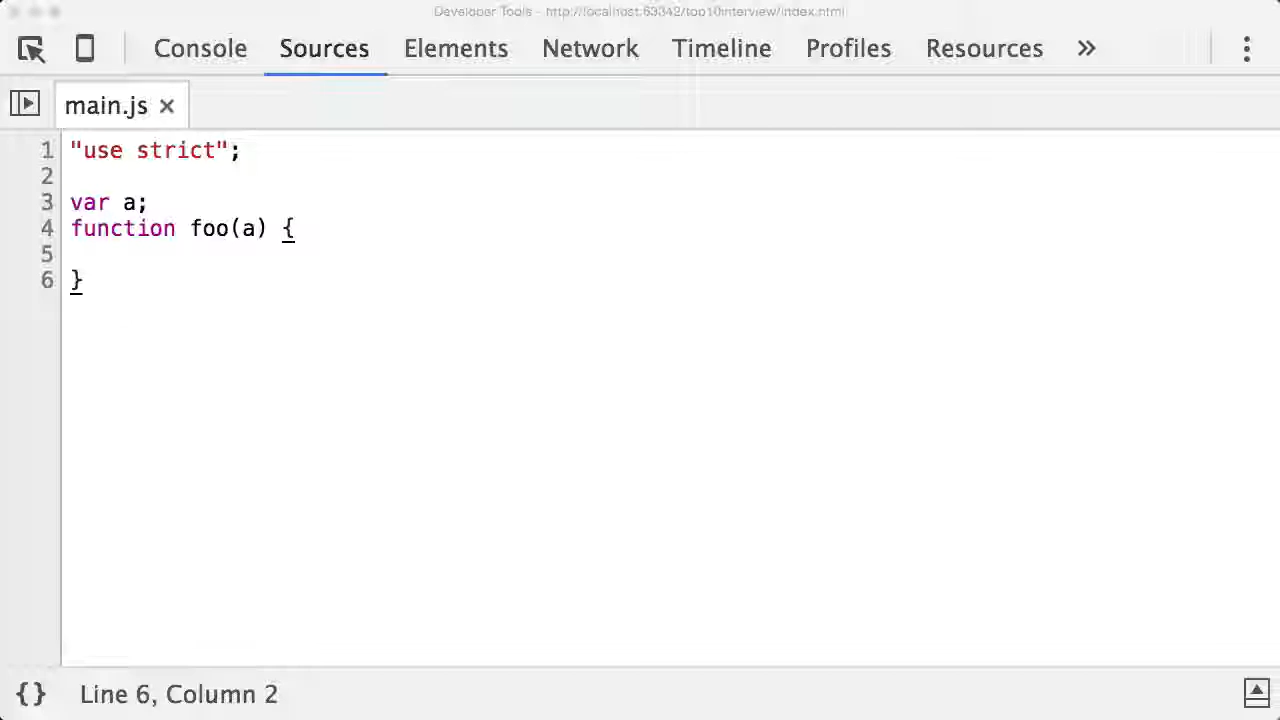 Developer Tools - http://localhost:63342/top10interview/index.html
Console Sources Elements Network Timeline Profiles Resources »
main.js ×
1 "use strict";
2
3 var a;
4 function foo(a) {
5
6 }
{} Line 6, Column 2